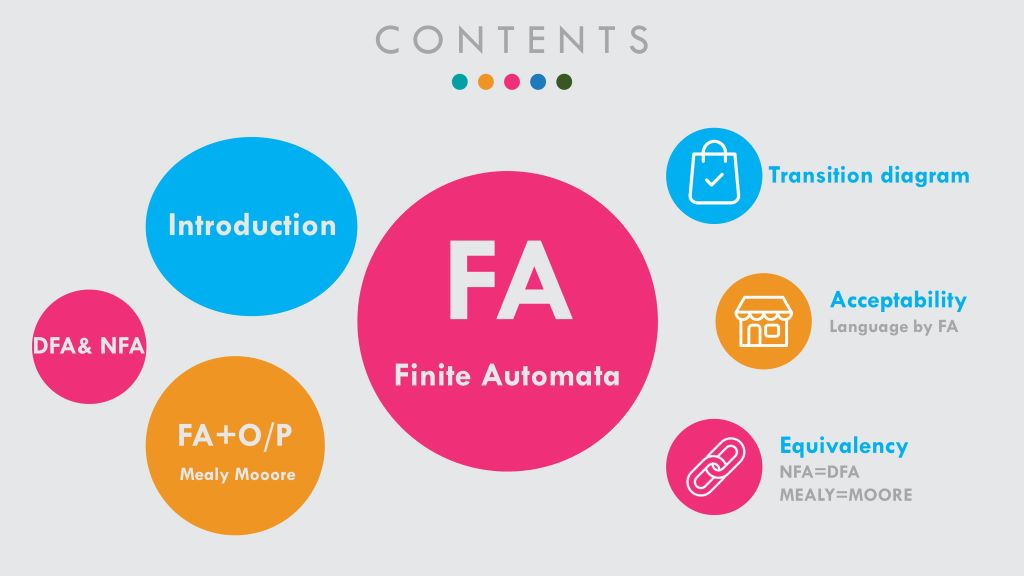 CONTENTS
Introduction
DFA& NFA
FA+O/P
Mealy Mooore
FA
Finite Automata
Transition diagram
Acceptability
Language by FA
Equivalency
NFA=DFA
MEALY=MOORE